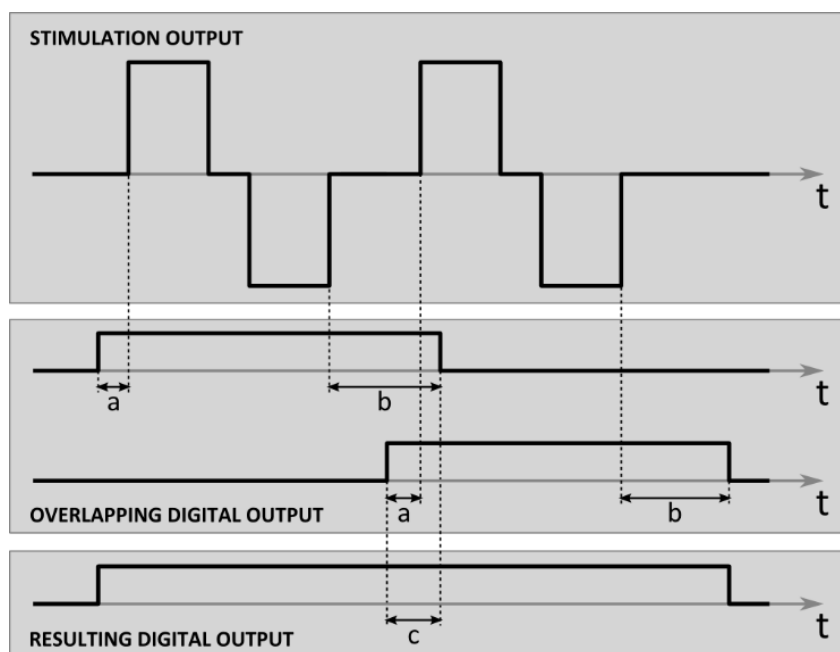 STIMULATION OUTPUT
t
a
b
t
a
b
t
OVERLAPPING DIGITAL OUTPUT
c
t
RESULTING DIGITAL OUTPUT